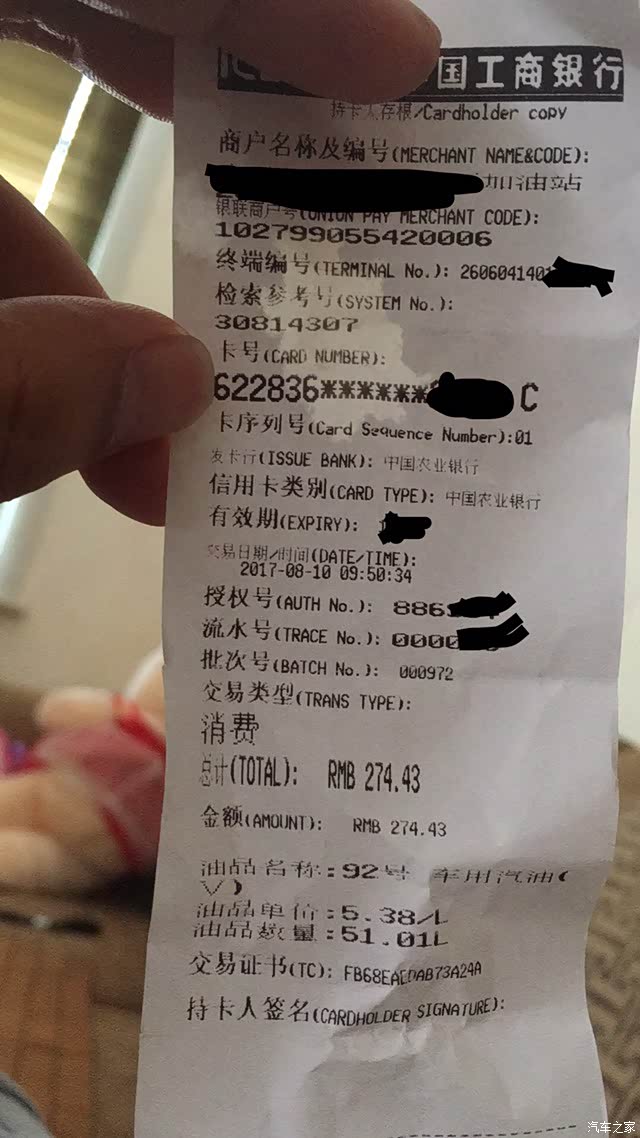 国工商银行
持卡人存根/Cardholder copy
商户名称及编号(MERCHANT NAME&CODE):
加油站
银联商户号(UNION PAY MERCHANT CODE):
102799055420006
终端编号(TERMINAL No.): 260604140
检索参考号(SYSTEM No.):
30814307
卡号(CARD NUMBER):
622836****** C
卡序列号(Card Sequence Number):01
发卡行(ISSUE BANK): 中国农业银行
信用卡类别(CARD TYPE): 中国农业银行
有效期(EXPIRY):
交易日期/时间(DATE/TIME):
2017-08-10 09:50:34
授权号(AUTH No.): 886
流水号(TRACE No.): 0000
批次号(BATCH No.): 000972
交易类型(TRANS TYPE):
消费
总计(TOTAL): RMB 274.43
金额(AMOUNT): RMB 274.43
油品名称:92号 车用汽油(
V)
油品单价:5.38/L
油品数量:51.01L
交易证书(TC): FB68EAEDAB73A24A
持卡人签名(CARDHOLDER SIGNATURE):
汽车之家